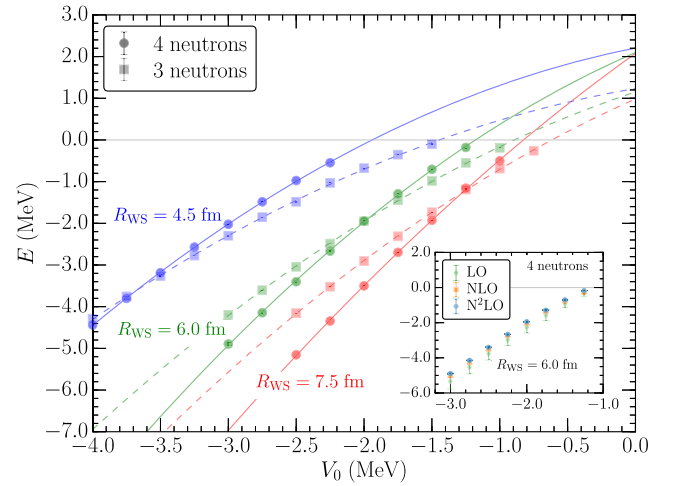 3.0
2.0
1.0
0.0
−1.0
−2.0
−3.0
−4.0
−5.0
−6.0
−7.0
E (MeV)
4 neutrons
3 neutrons
R_WS = 4.5 fm
R_WS = 6.0 fm
R_WS = 7.5 fm
2.0
0.0
−2.0
−4.0
−6.0
LO
NLO
N²LO
4 neutrons
R_WS = 6.0 fm
−3.0 −2.0 −1.0
−4.0 −3.5 −3.0 −2.5 −2.0 −1.5 −1.0 −0.5 0.0
V₀ (MeV)